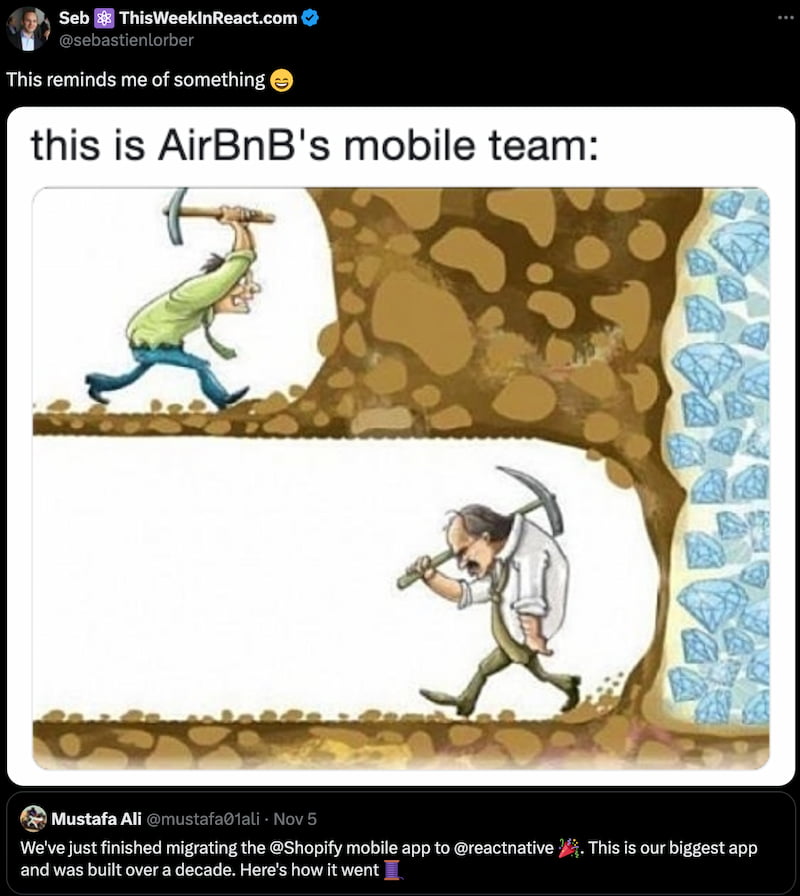 Seb ⚛ ThisWeekInReact.com
@sebastienlorber
This reminds me of something 😄
this is AirBnB's mobile team:
Mustafa Ali @mustafa01ali · Nov 5
We've just finished migrating the @Shopify mobile app to @reactnative 🎉. This is our biggest app
and was built over a decade. Here's how it went 🧵